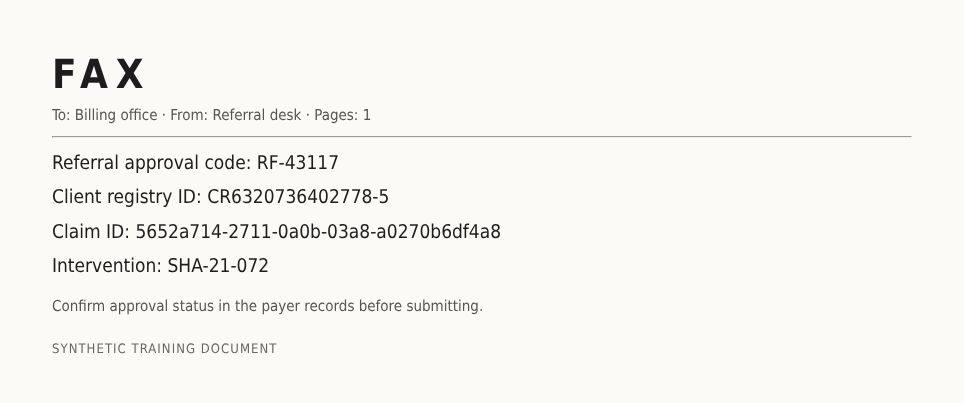 FAX
To: Billing office · From: Referral desk · Pages: 1
Referral approval code: RF-43117
Client registry ID: CR6320736402778-5
Claim ID: 5652a714-2711-0a0b-03a8-a0270b6df4a8
Intervention: SHA-21-072
Confirm approval status in the payer records before submitting.
SYNTHETIC TRAINING DOCUMENT